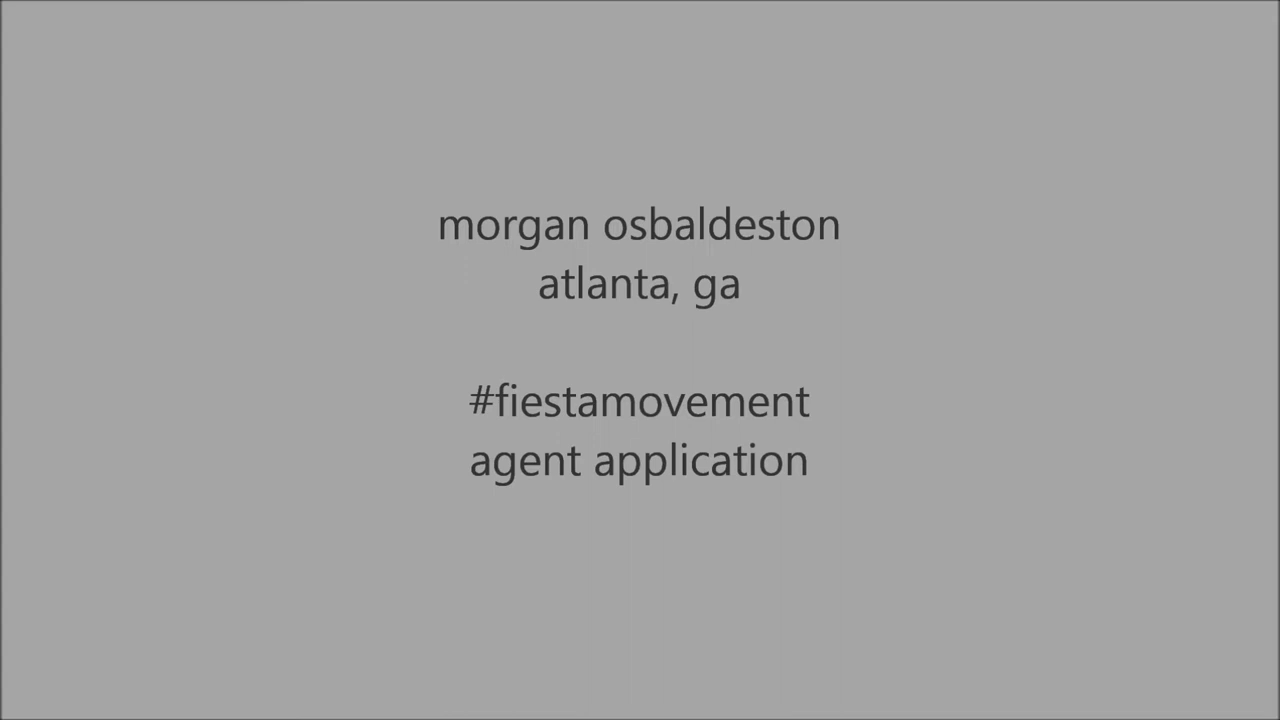 morgan osbaldeston
atlanta, ga
#fiestamovement
agent application